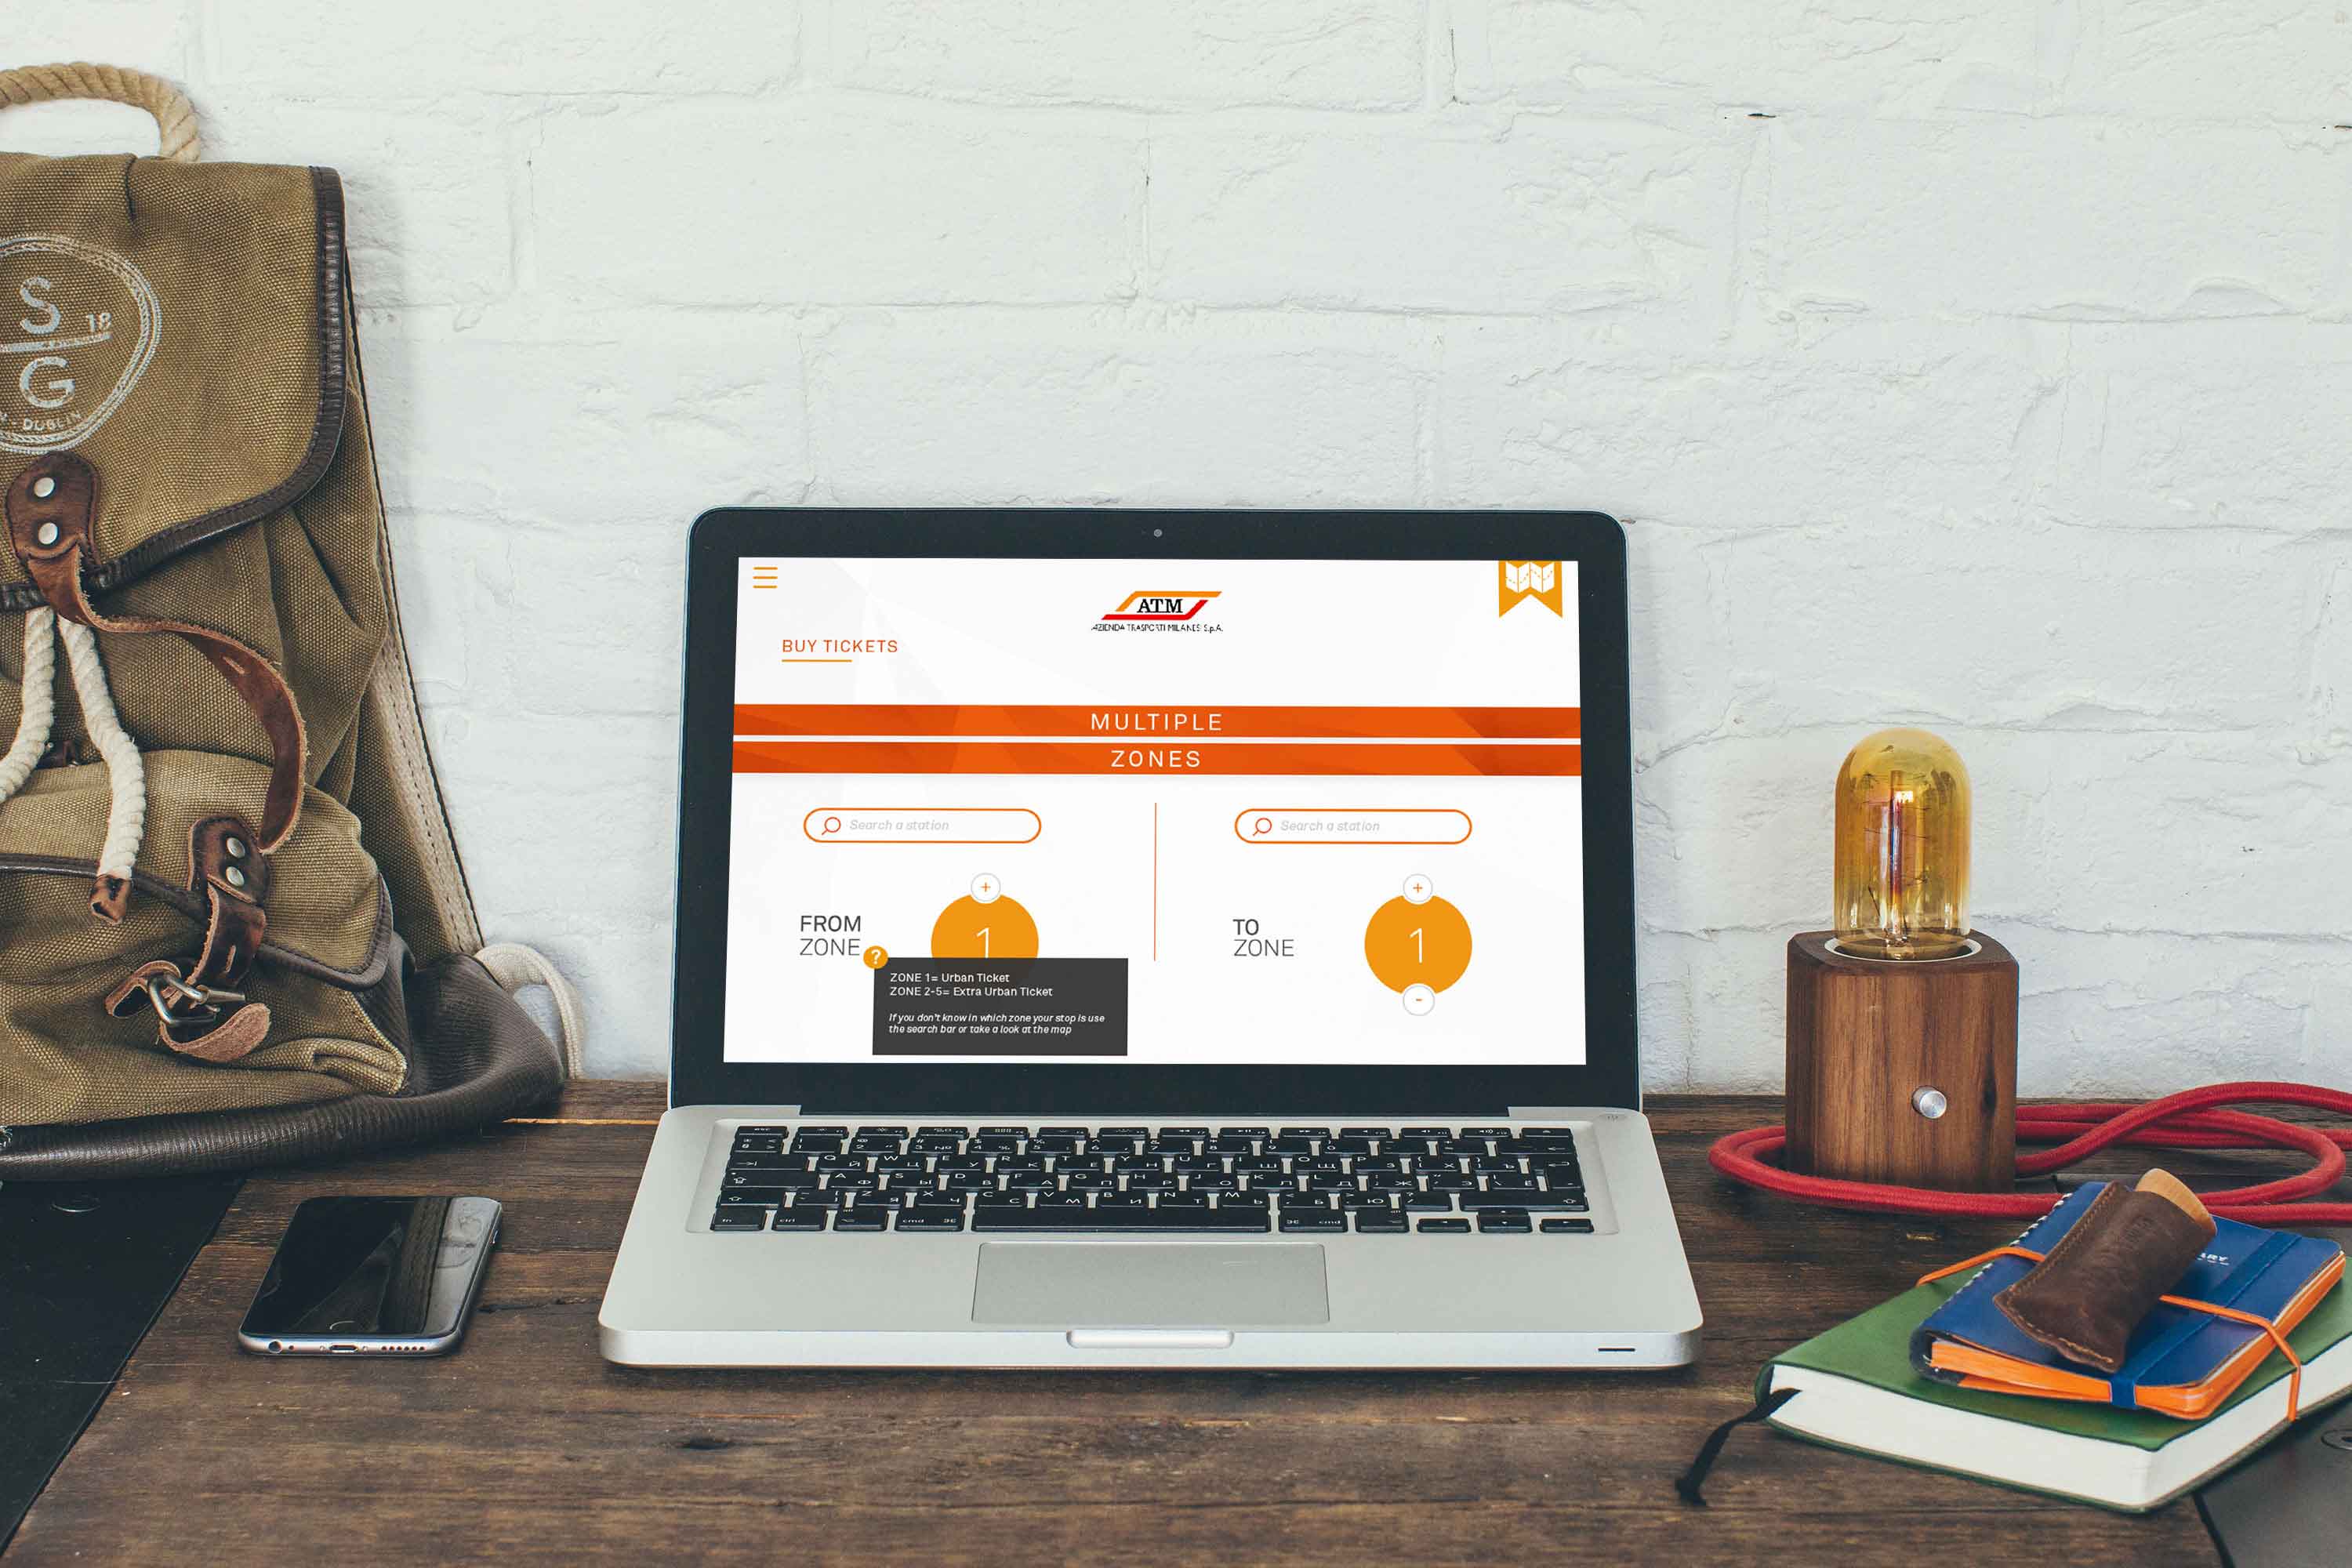 S
18
G
DUBLIN
ATM
AZIENDA TRASPORTI MILANESI S.p.A.
BUY TICKETS
MULTIPLE
ZONES
Search a station
Search a station
+
+
FROM
ZONE
?
1
TO
ZONE
1
-
ZONE 1= Urban Ticket
ZONE 2-5= Extra Urban Ticket
If you don't know in which zone your stop is use
the search bar or take a look at the map